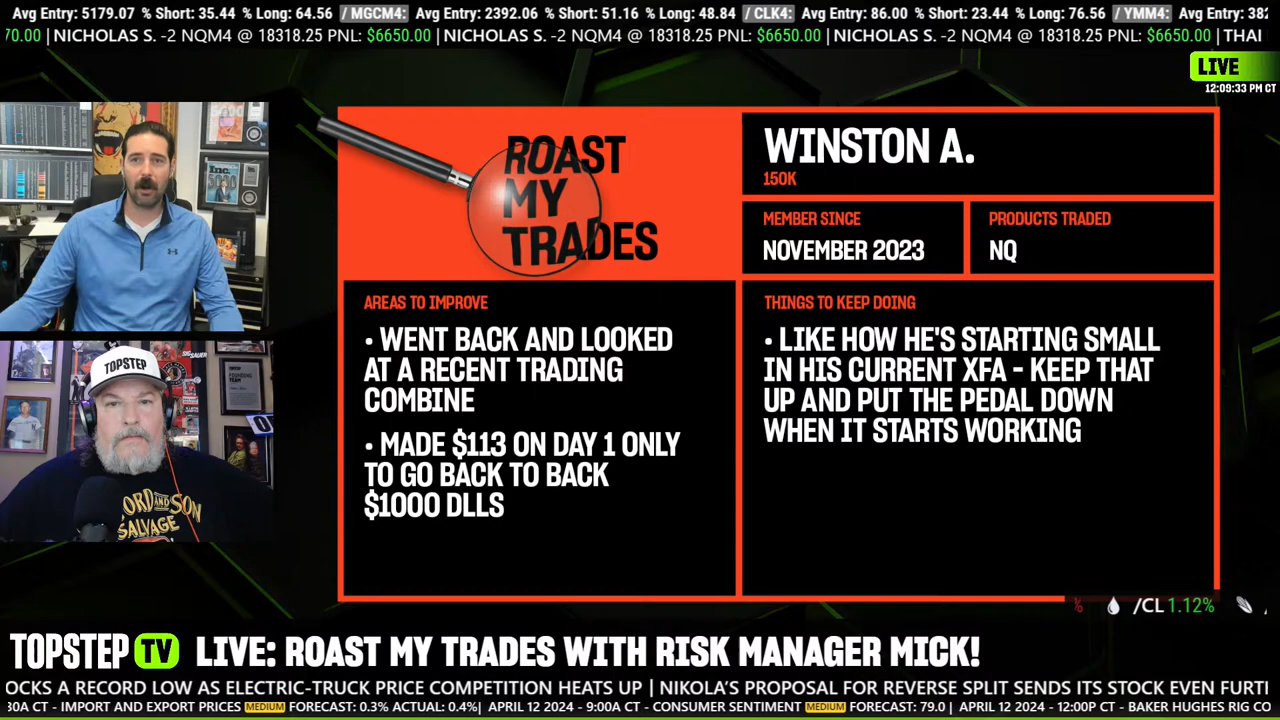 Avg Entry: 5179.07 % Short: 35.44 % Long: 64.56 / MGCM4: Avg Entry: 2392.06 % Short: 51.16 % Long: 48.84 / CLK4: Avg Entry: 86.00 % Short: 23.44 % Long: 76.56 / YMM4: Avg Entry: 382
70.00 | NICHOLAS S. -2 NQM4 @ 18318.25 PNL: $6650.00 | NICHOLAS S. -2 NQM4 @ 18318.25 PNL: $6650.00 | NICHOLAS S. -2 NQM4 @ 18318.25 PNL: $6650.00 | THAI
LIVE
12:09:33 PM CT
ROAST
MY
TRADES
WINSTON A.
150K
MEMBER SINCE
NOVEMBER 2023
PRODUCTS TRADED
NQ
AREAS TO IMPROVE
• WENT BACK AND LOOKED
AT A RECENT TRADING
COMBINE
• MADE $113 ON DAY 1 ONLY
TO GO BACK TO BACK
$1000 DLLS
THINGS TO KEEP DOING
• LIKE HOW HE'S STARTING SMALL
IN HIS CURRENT XFA - KEEP THAT
UP AND PUT THE PEDAL DOWN
WHEN IT STARTS WORKING
Inc.
TOPSTEP
SIG SAUER
FOUNDING
TEAM
ORD AND SON
SALVAGE
% /CL 1.12%
TOPSTEP TV LIVE: ROAST MY TRADES WITH RISK MANAGER MICK!
OCKS A RECORD LOW AS ELECTRIC-TRUCK PRICE COMPETITION HEATS UP | NIKOLA'S PROPOSAL FOR REVERSE SPLIT SENDS ITS STOCK EVEN FURTI
30A CT - IMPORT AND EXPORT PRICES MEDIUM FORECAST: 0.3% ACTUAL: 0.4% | APRIL 12 2024 - 9:00A CT - CONSUMER SENTIMENT MEDIUM FORECAST: 79.0 | APRIL 12 2024 - 12:00P CT - BAKER HUGHES RIG CO